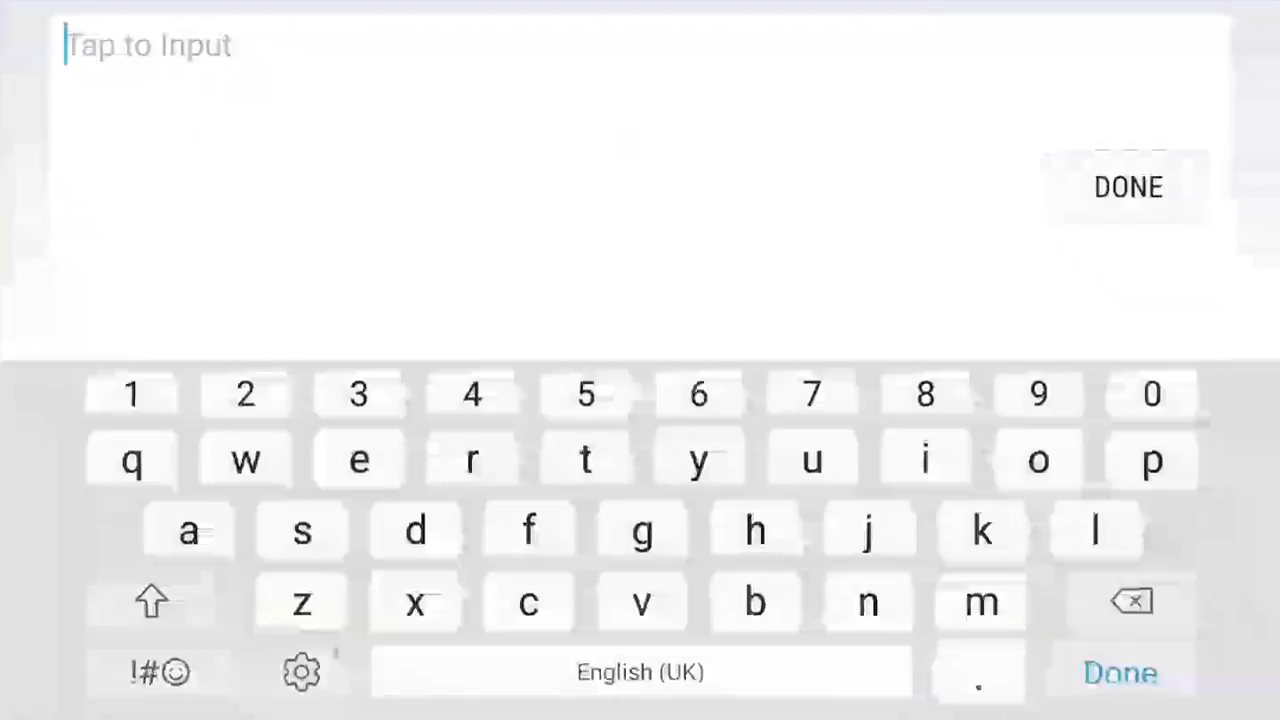 Tap to Input
DONE
1 2 3 4 5 6 7 8 9 0
q w e r t y u i o p
a s d f g h j k l
z x c v b n m
!#☺ English (UK) . Done